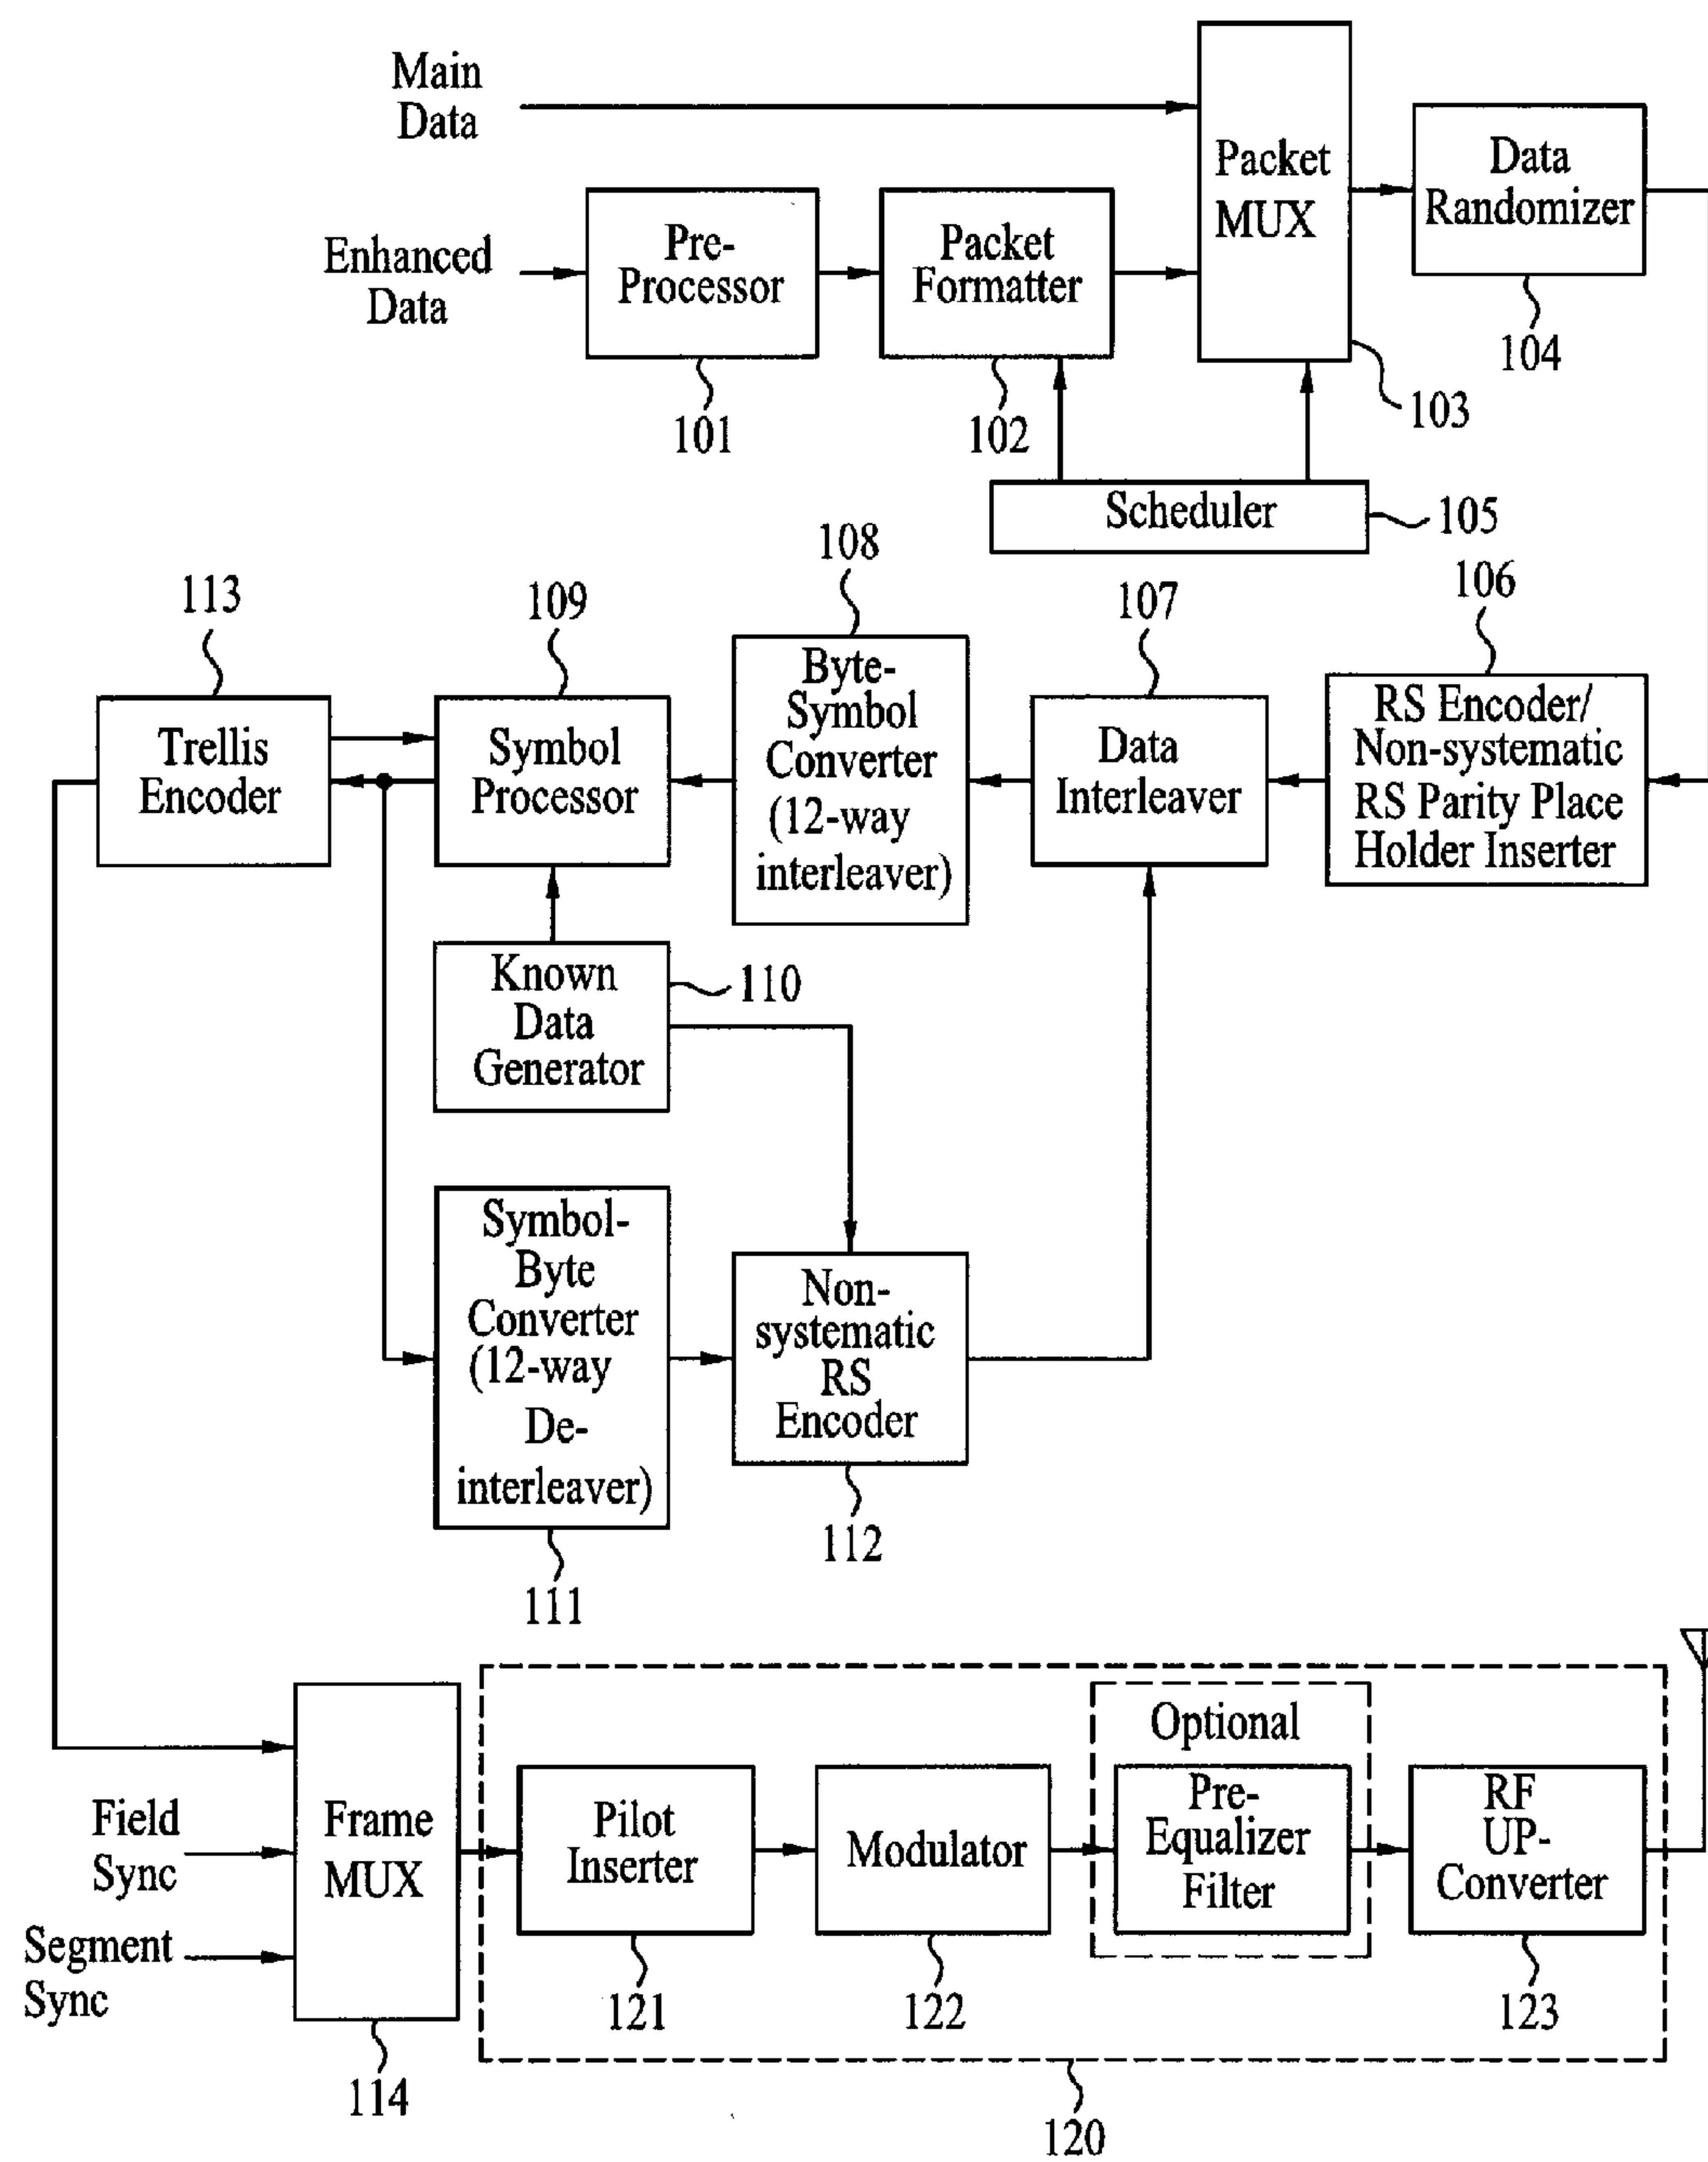 Main
Data
Enhanced
Data
Pre-
Processor
101
Packet
Formatter
102
Packet
MUX
103
Data
Randomizer
104
Scheduler
105
113
Trellis
Encoder
109
Symbol
Processor
108
Byte-
Symbol
Converter
(12-way
interleaver)
107
Data
Interleaver
106
RS Encoder/
Non-systematic
RS Parity Place
Holder Inserter
Known
Data
Generator
110
Symbol-
Byte
Converter
(12-way
De-
interleaver)
111
Non-
systematic
RS
Encoder
112
Field
Sync
Segment
Sync
Frame
MUX
114
Pilot
Inserter
121
Modulator
122
Optional
Pre-
Equalizer
Filter
RF
UP-
Converter
123
120